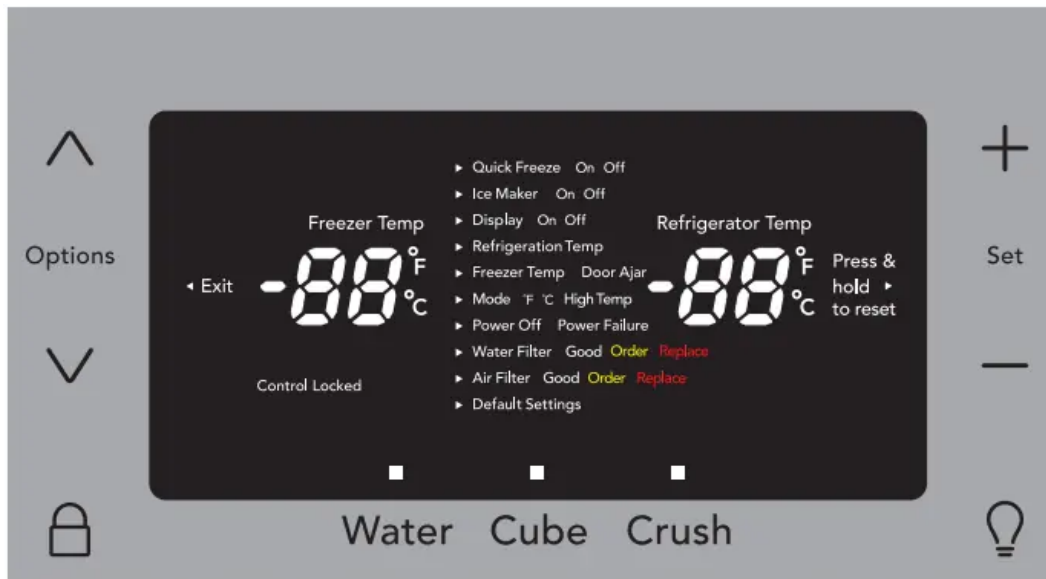 Options
Freezer Temp
-88°F
°C
◂ Exit
Control Locked
▸ Quick Freeze On Off
▸ Ice Maker On Off
▸ Display On Off
▸ Refrigeration Temp
▸ Freezer Temp Door Ajar
▸ Mode °F °C High Temp
▸ Power Off Power Failure
▸ Water Filter Good Order Replace
▸ Air Filter Good Order Replace
▸ Default Settings
Refrigerator Temp
-88°F
°C
Press &
hold ▸
to reset
Set
Water Cube Crush